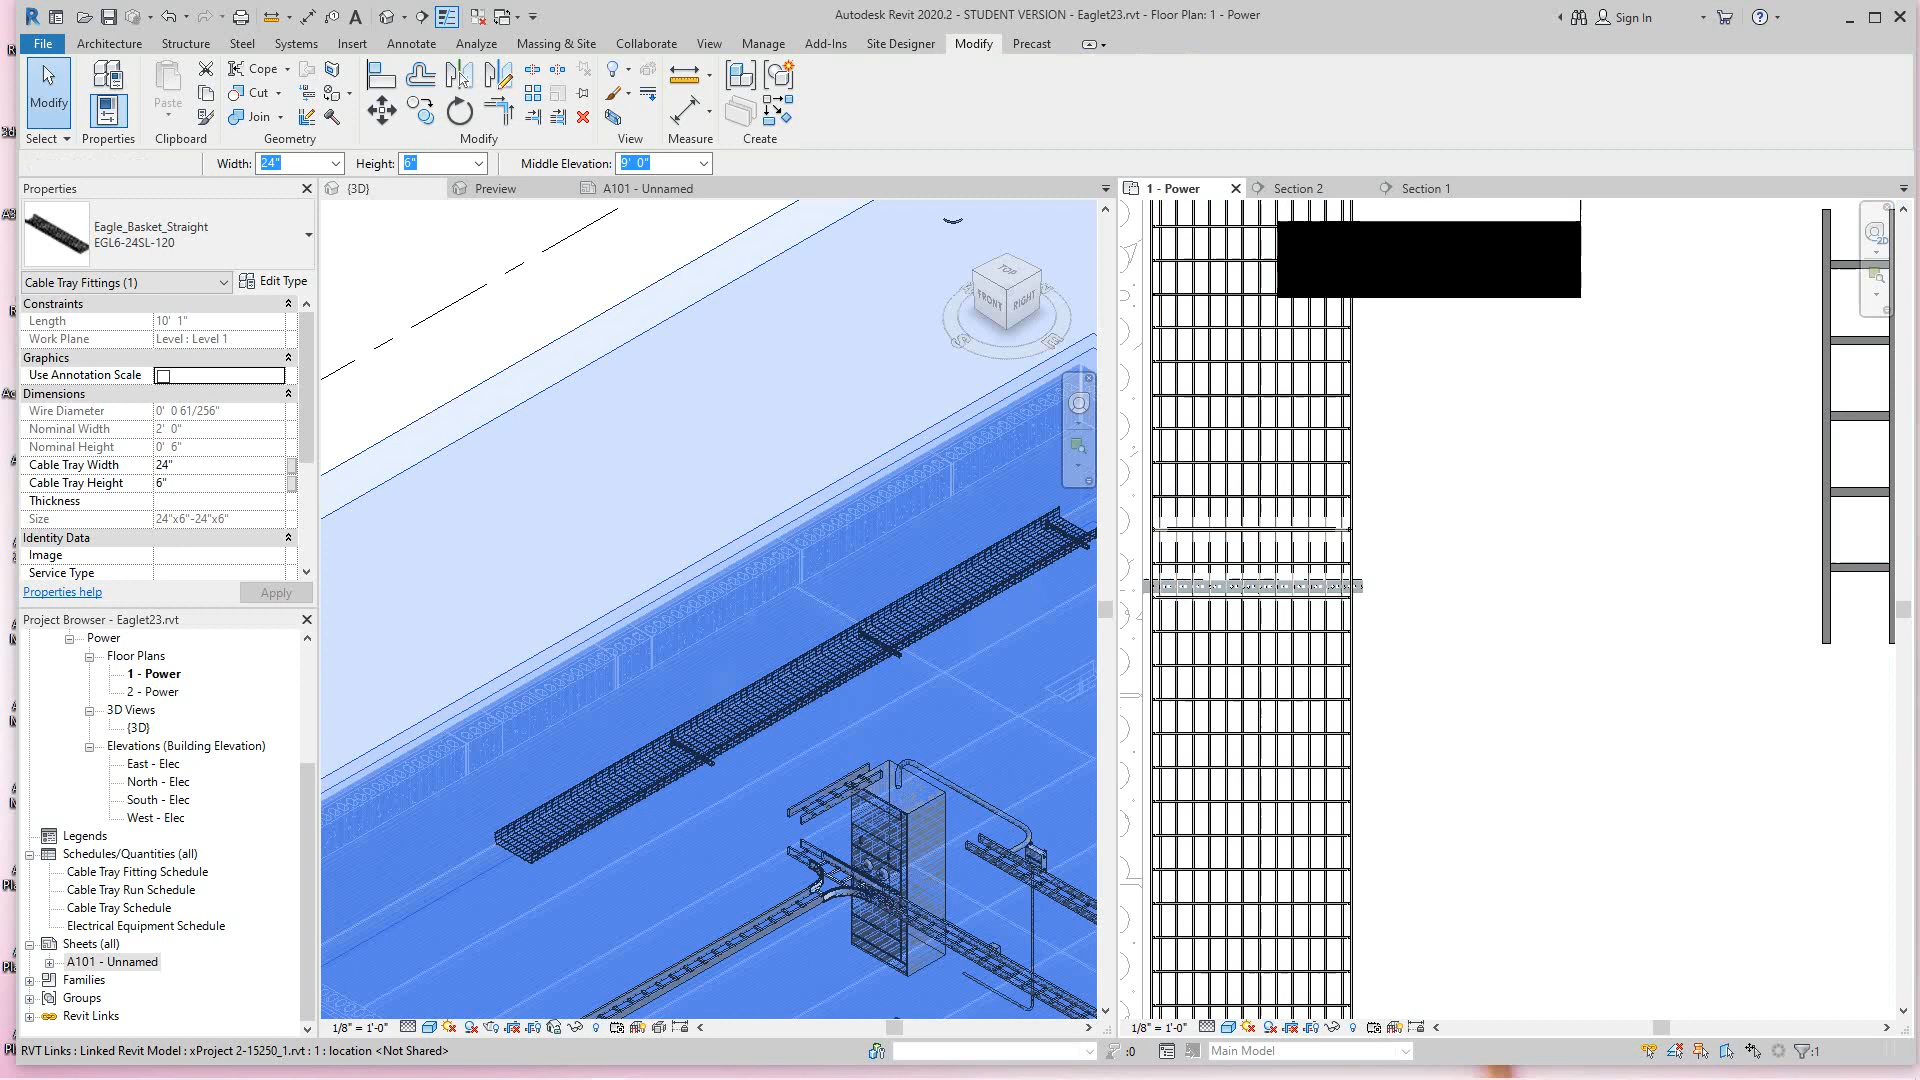 Autodesk Revit 2020.2 - STUDENT VERSION - Eaglet23.rvt - Floor Plan: 1 - Power
Sign In
File Architecture Structure Steel Systems Insert Annotate Analyze Massing & Site Collaborate View Manage Add-Ins Site Designer Modify Precast
Modify
Paste
Cope
Cut
Join
Select Properties Clipboard Geometry Modify View Measure Create
Width: 24" Height: 6" Middle Elevation: 9' 0"
Properties
{3D} Preview A101 - Unnamed
1 - Power Section 2 Section 1
Eagle_Basket_Straight
EGL6-24SL-120
Cable Tray Fittings (1) Edit Type
Constraints
Length 10' 1"
Work Plane Level : Level 1
Graphics
Use Annotation Scale
Dimensions
Wire Diameter 0' 0 61/256"
Nominal Width 2' 0"
Nominal Height 0' 6"
Cable Tray Width 24"
Cable Tray Height 6"
Thickness
Size 24"x6"-24"x6"
Identity Data
Image
Service Type
Properties help Apply
TOP
FRONT
RIGHT
2D
Project Browser - Eaglet23.rvt
Power
Floor Plans
1 - Power
2 - Power
3D Views
{3D}
Elevations (Building Elevation)
East - Elec
North - Elec
South - Elec
West - Elec
Legends
Schedules/Quantities (all)
Cable Tray Fitting Schedule
Cable Tray Run Schedule
Cable Tray Schedule
Electrical Equipment Schedule
Sheets (all)
A101 - Unnamed
Families
Groups
Revit Links
1/8" = 1'-0"
1/8" = 1'-0"
RVT Links : Linked Revit Model : xProject 2-15250_1.rvt : 1 : location <Not Shared>
:0
Main Model
:1